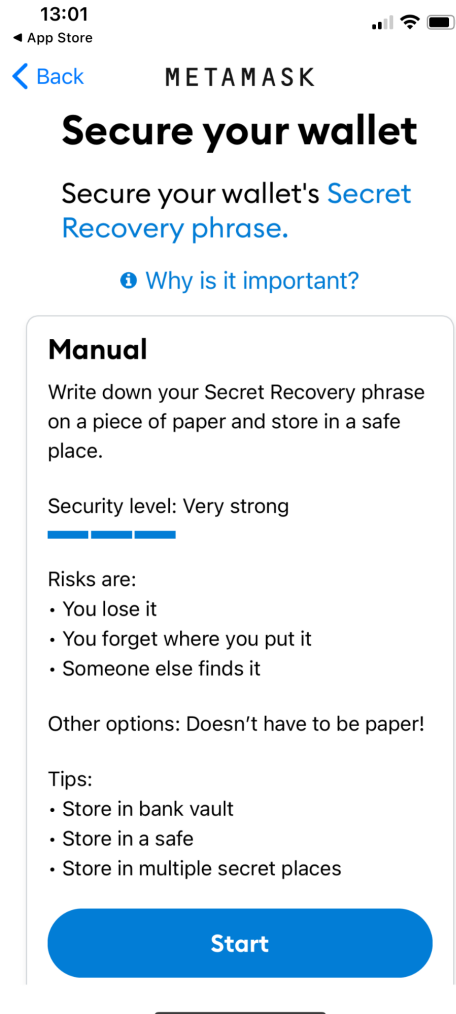 13:01
◀ App Store
Back
METAMASK
Secure your wallet
Secure your wallet's Secret
Recovery phrase.
Why is it important?
Manual
Write down your Secret Recovery phrase
on a piece of paper and store in a safe
place.
Security level: Very strong
Risks are:
• You lose it
• You forget where you put it
• Someone else finds it
Other options: Doesn’t have to be paper!
Tips:
• Store in bank vault
• Store in a safe
• Store in multiple secret places
Start